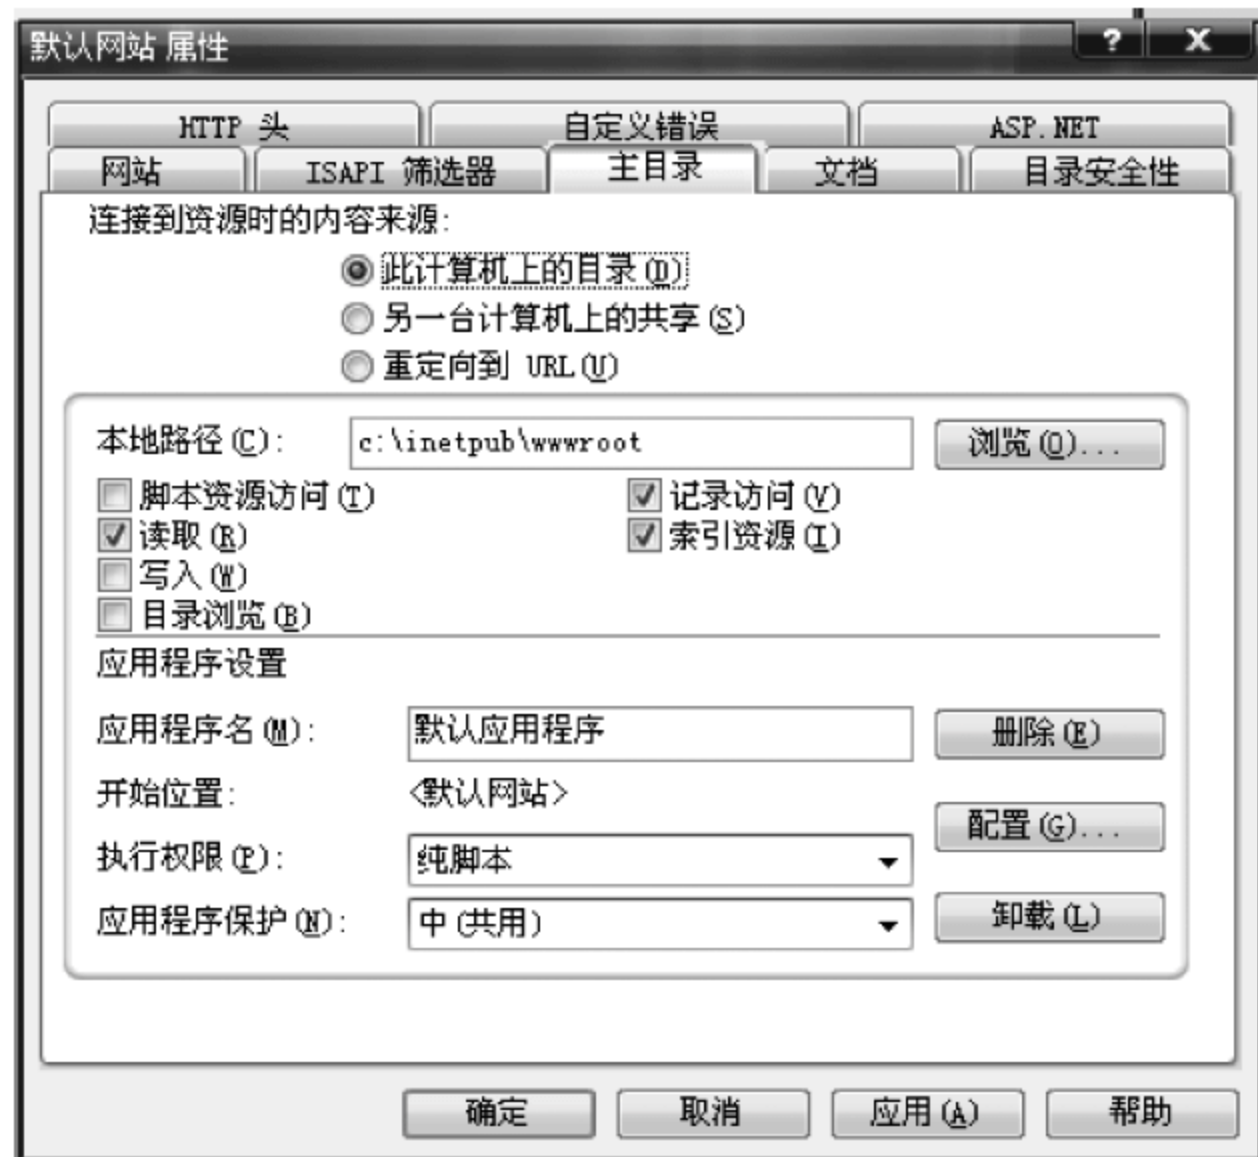 默认网站 属性
HTTP 头 自定义错误 ASP.NET
网站 ISAPI 筛选器 主目录 文档 目录安全性
连接到资源时的内容来源:
此计算机上的目录(D)
另一台计算机上的共享(S)
重定向到 URL(U)
本地路径(C): c:\inetpub\wwwroot 浏览(O)...
脚本资源访问(T) 记录访问(V)
读取(R) 索引资源(I)
写入(W)
目录浏览(B)
应用程序设置
应用程序名(M): 默认应用程序 删除(E)
开始位置: <默认网站>
配置(G)...
执行权限(P): 纯脚本
应用程序保护(N): 中(共用) 卸载(L)
确定 取消 应用(A) 帮助